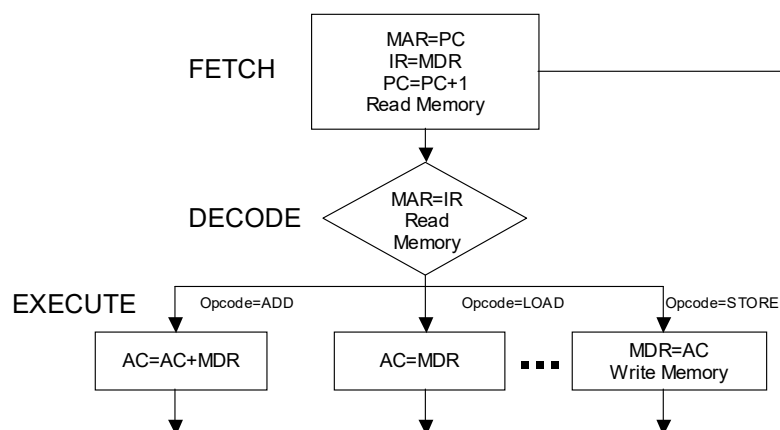 MAR=PC
FETCH
IR=MDR
PC=PC+1
Read Memory
DECODE
MAR=IR
Read
Memory
EXECUTE
Opcode=ADD
Opcode=LOAD
Opcode=STORE
AC=AC+MDR
AC=MDR
MDR=AC
Write Memory